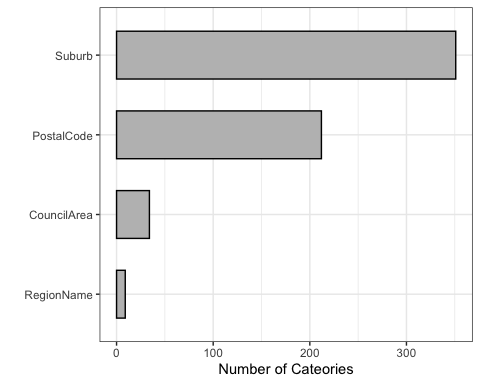 Suburb
PostalCode
CouncilArea
RegionName
0 100 200 300
Number of Cateories